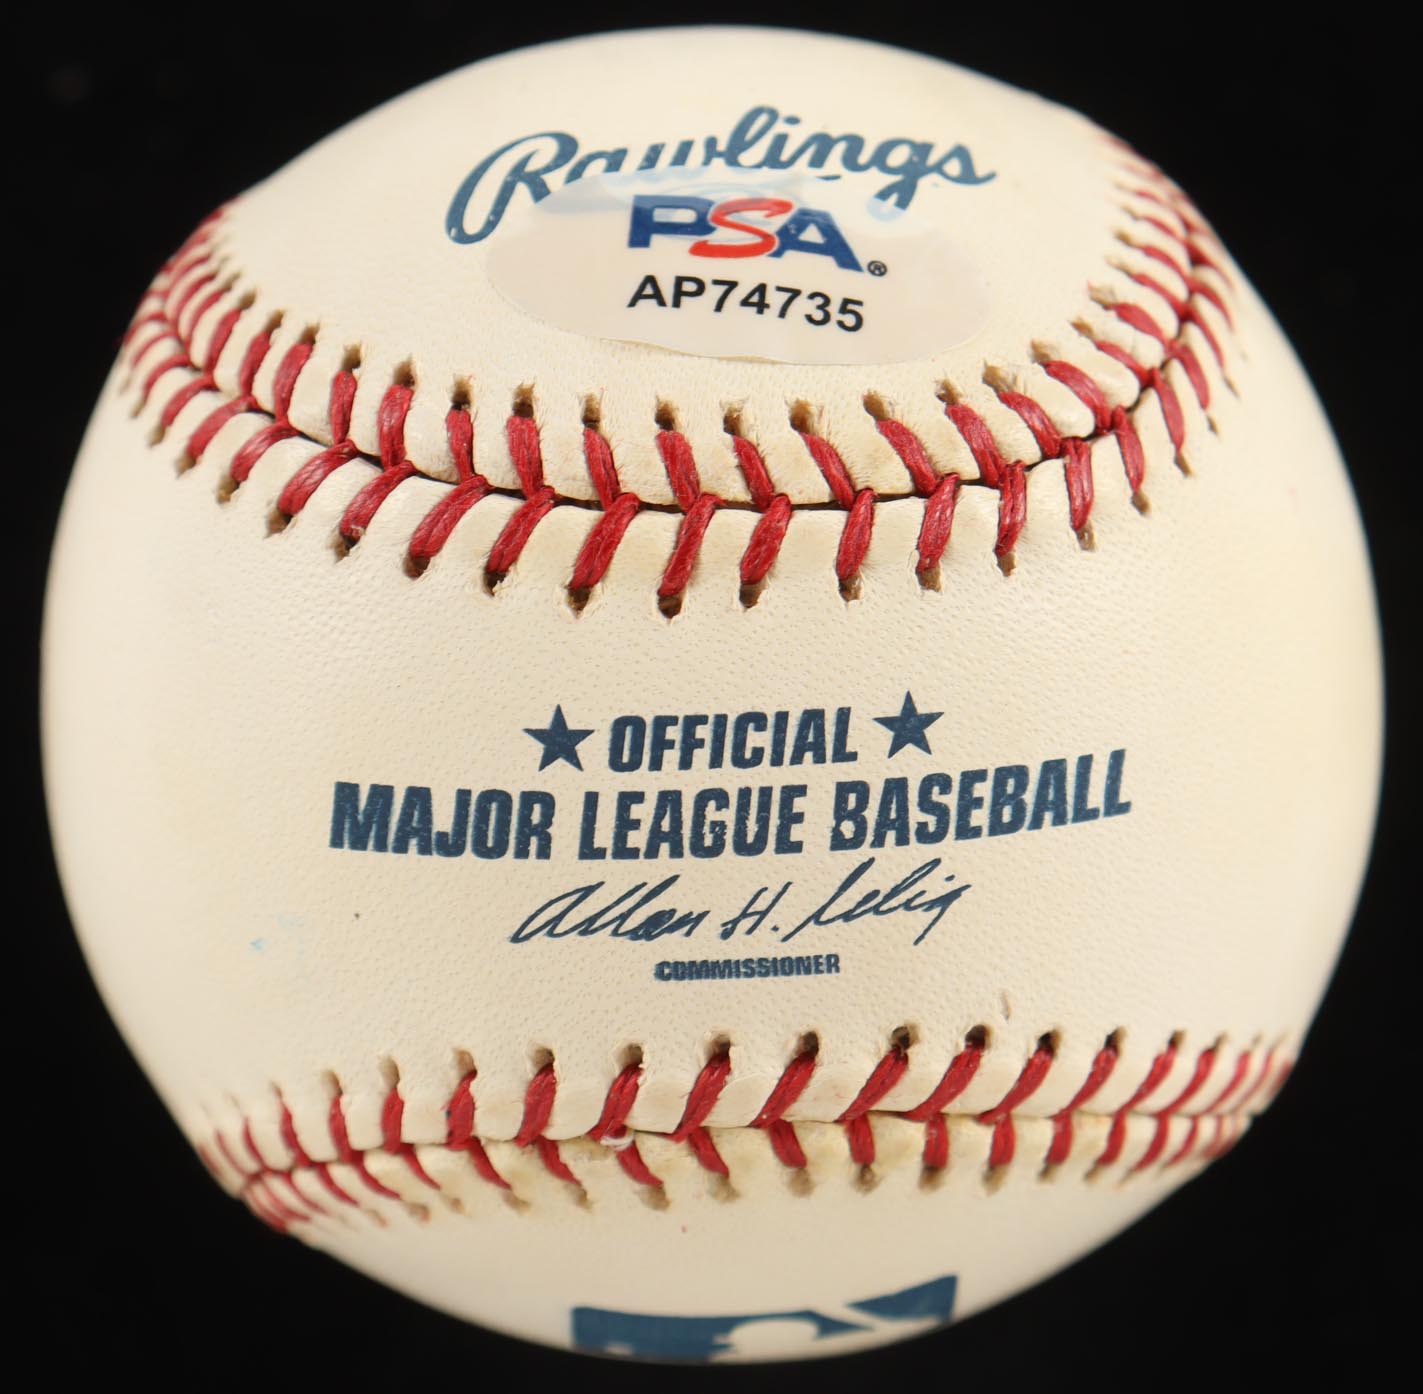 Rawlings
PSA®
AP74735
★ OFFICIAL ★
MAJOR LEAGUE BASEBALL
Allan H. Selig
COMMISSIONER